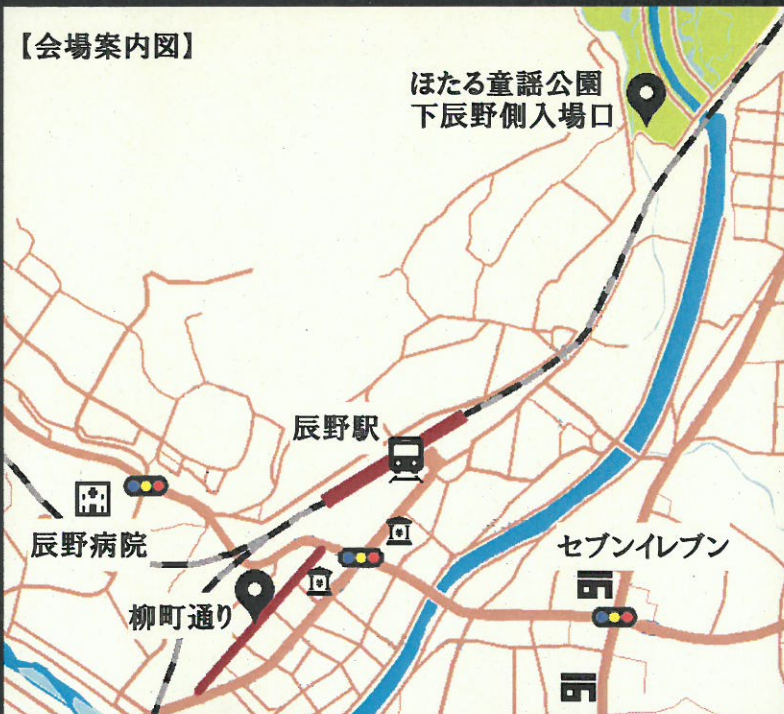 【会場案内図】
ほたる童謡公園
下辰野側入場口
辰野駅
辰野病院
セブンイレブン
柳町通り